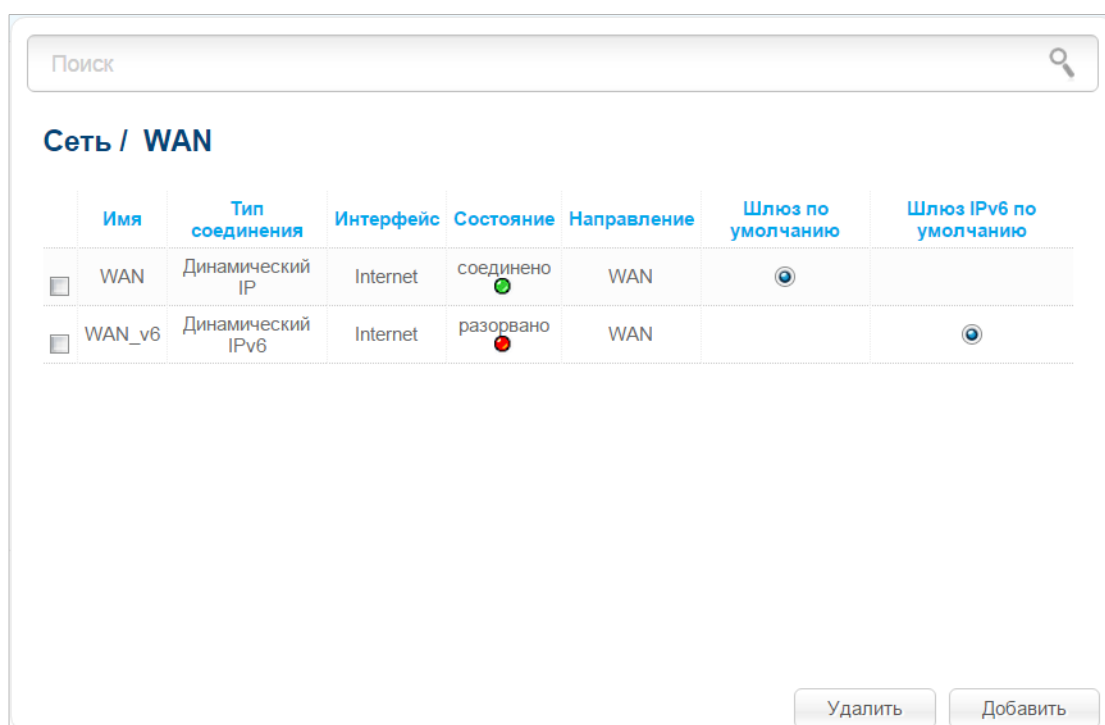 Поиск
Сеть / WAN
Имя Тип соединения Интерфейс Состояние Направление Шлюз по умолчанию Шлюз IPv6 по умолчанию
WAN Динамический IP Internet соединено WAN
WAN_v6 Динамический IPv6 Internet разорвано WAN
Удалить Добавить